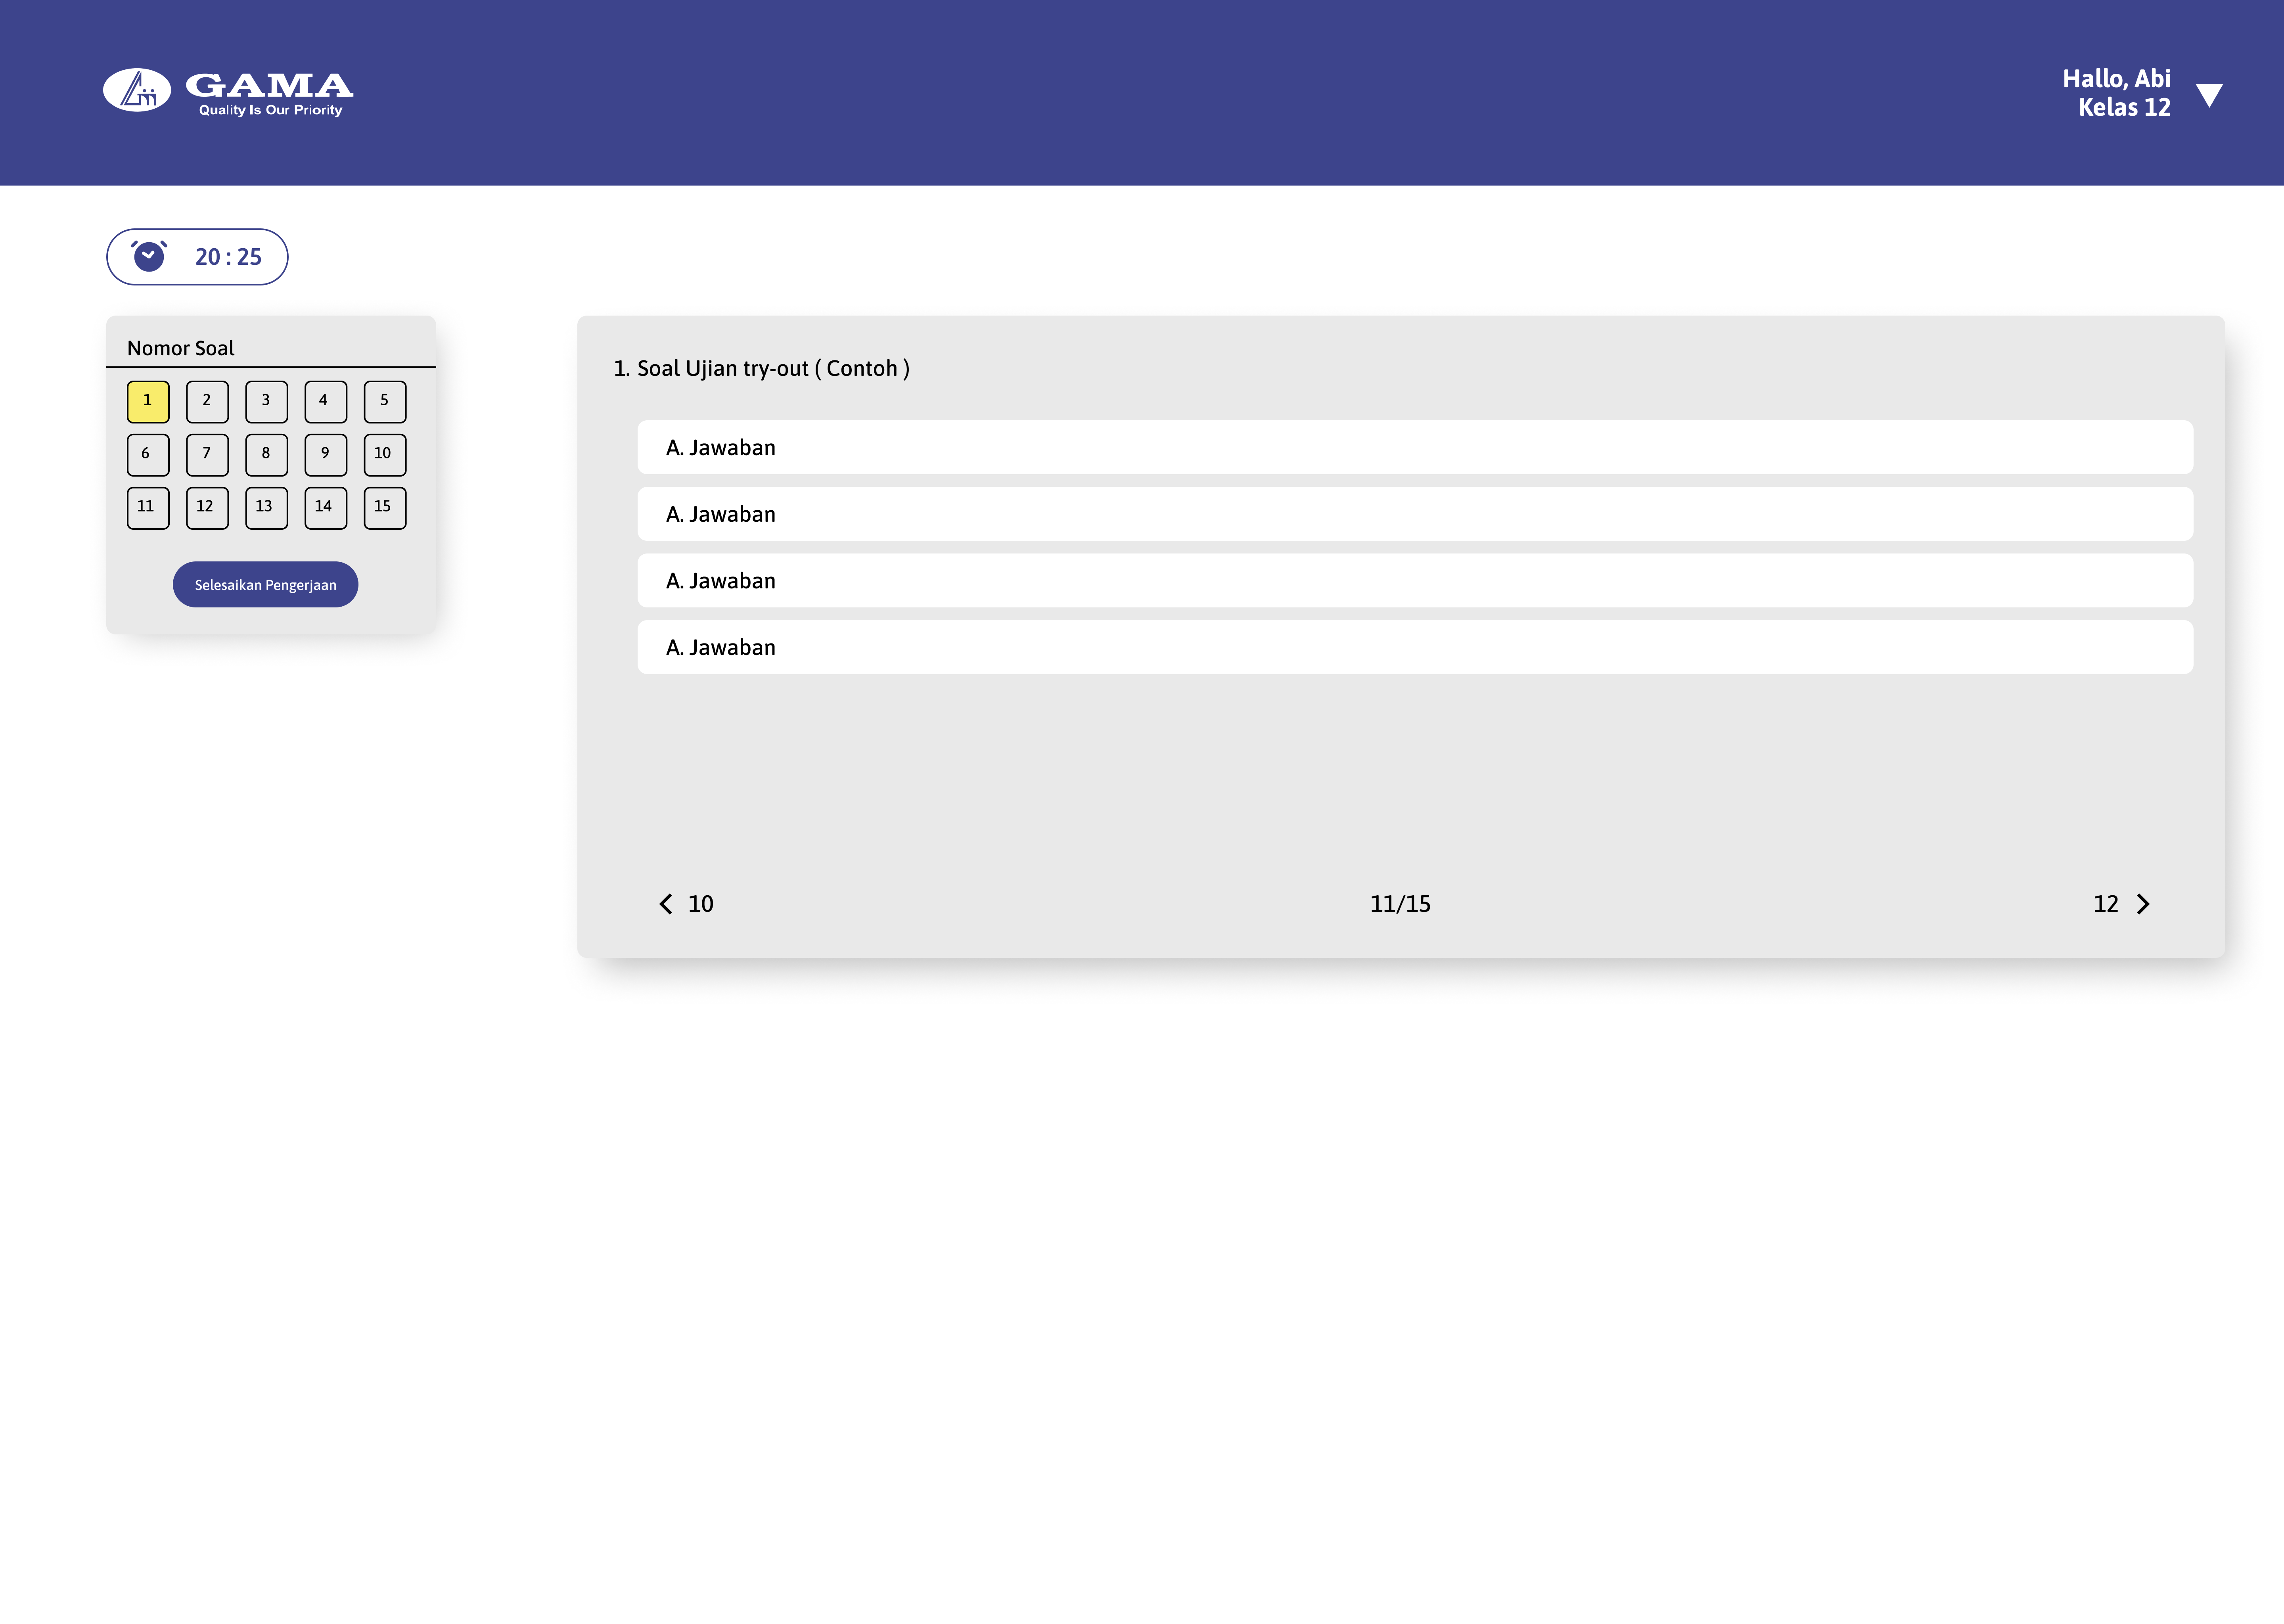 GAMA
Quality Is Our Priority
Hallo, Abi
Kelas 12
20 : 25
Nomor Soal
1 2 3 4 5
6 7 8 9 10
11 12 13 14 15
Selesaikan Pengerjaan
1. Soal Ujian try-out ( Contoh )
A. Jawaban
A. Jawaban
A. Jawaban
A. Jawaban
10 11/15 12